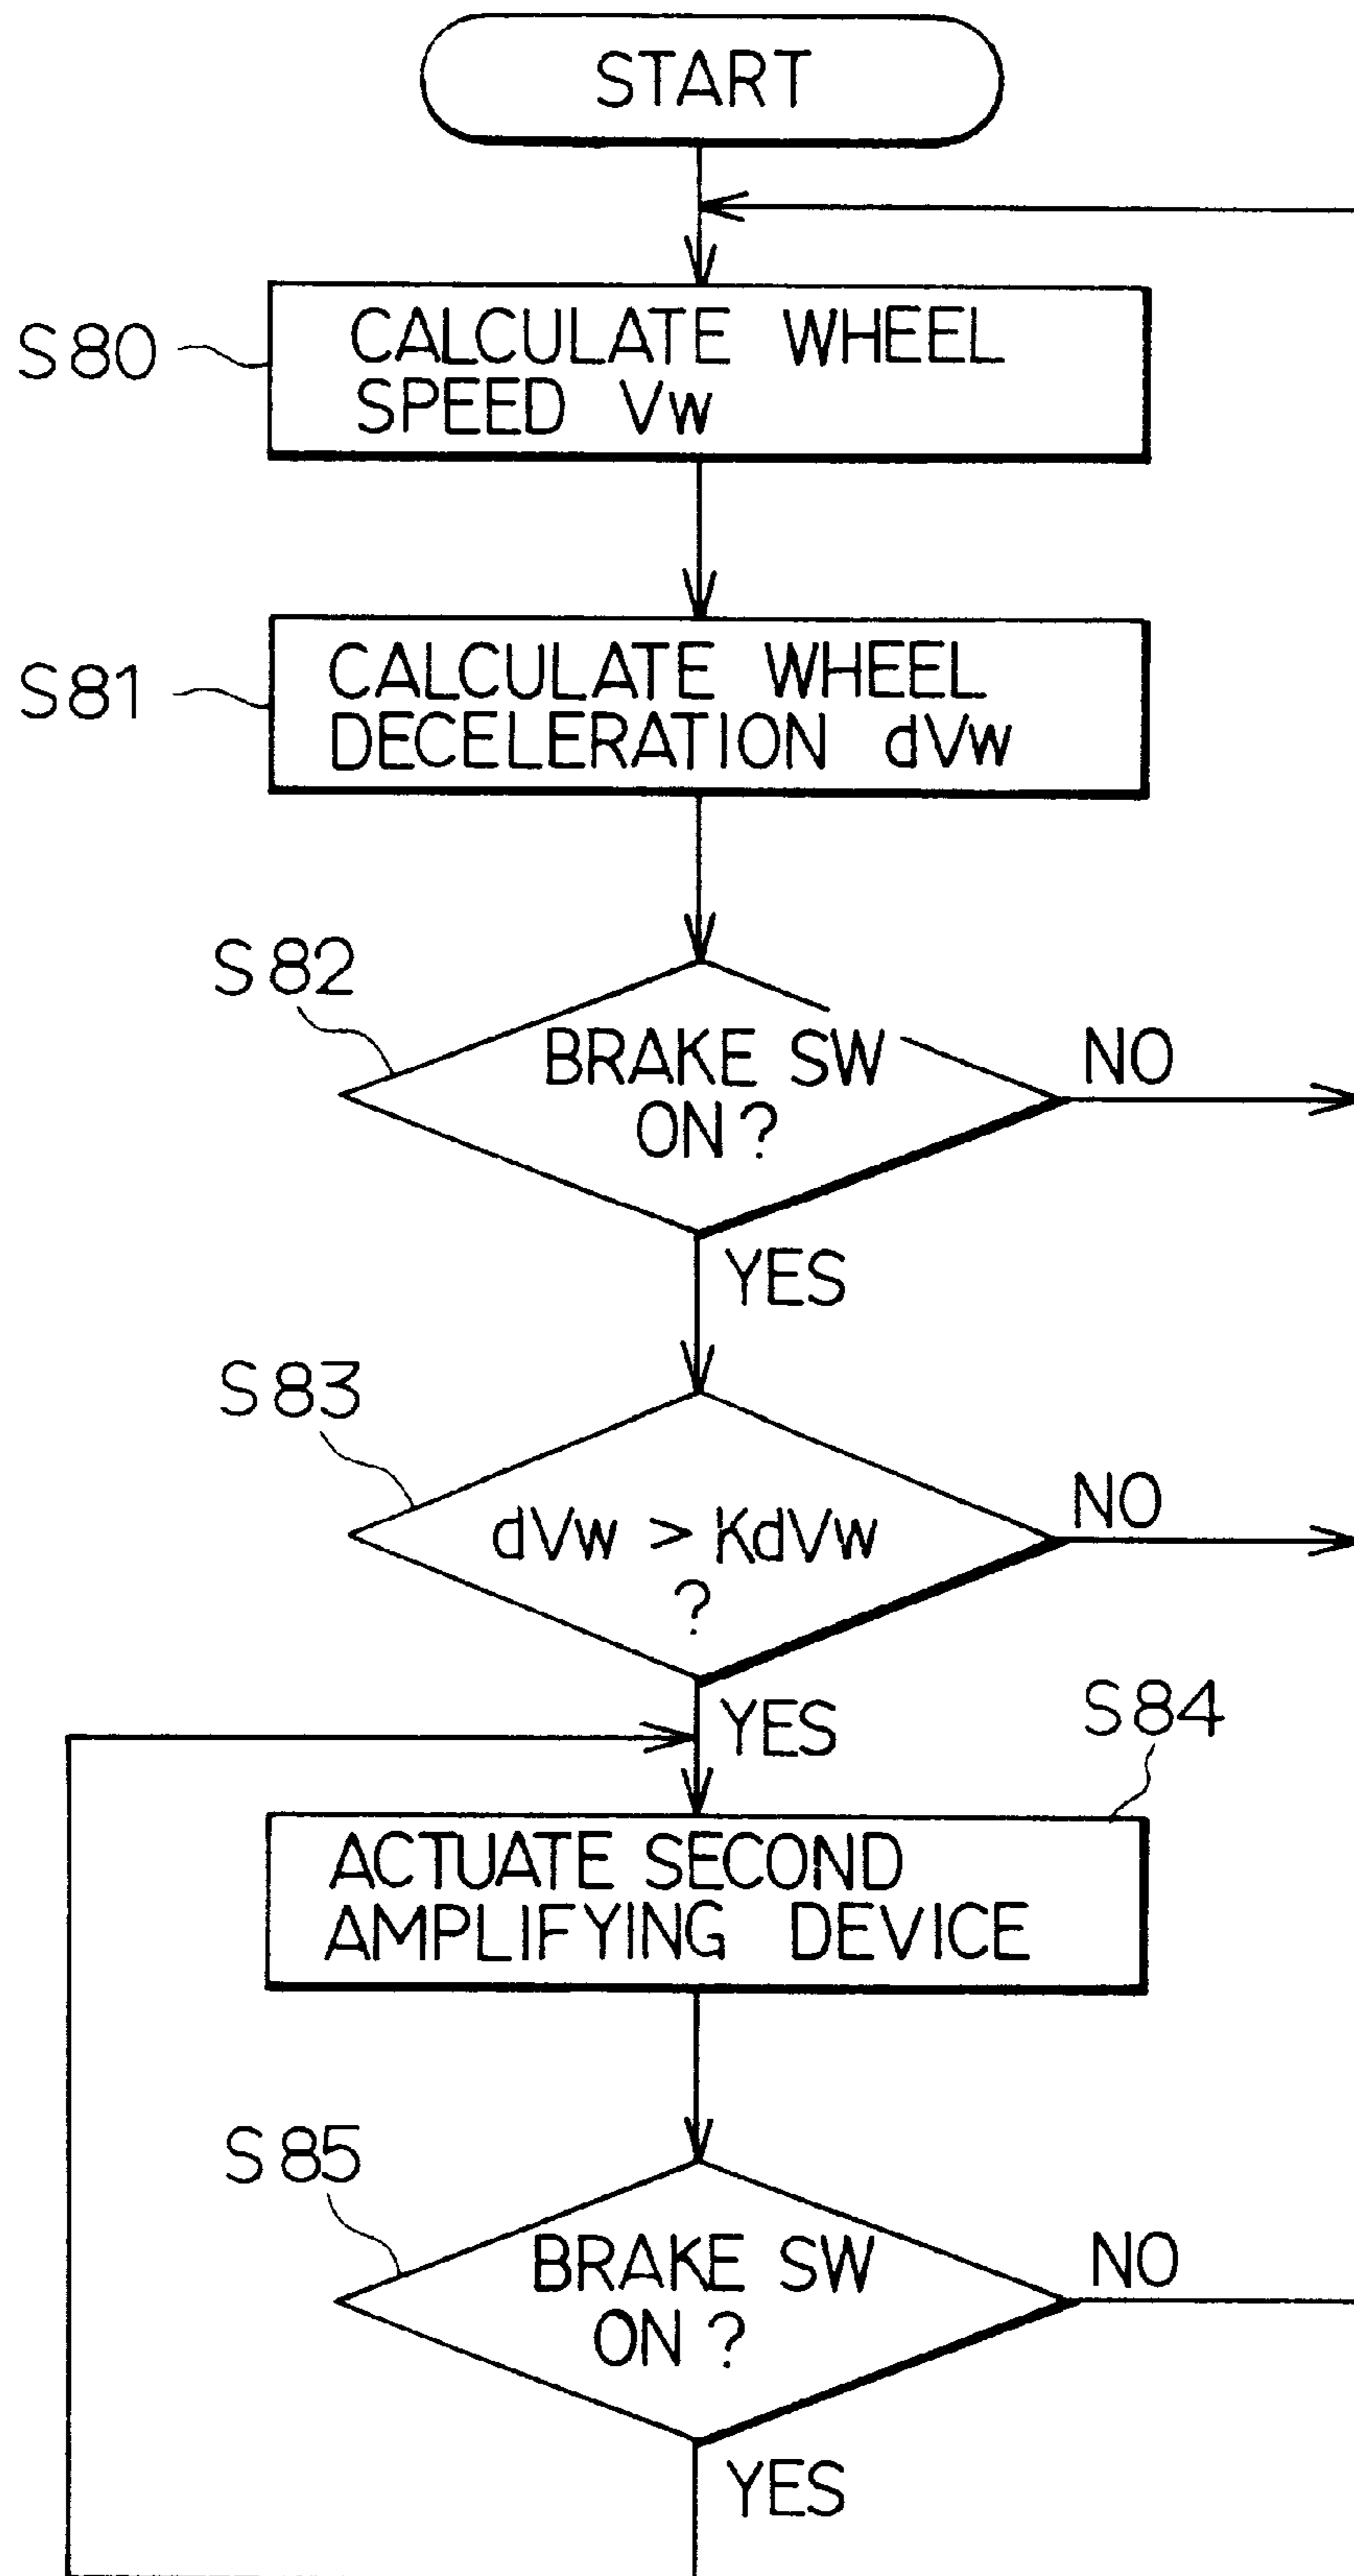 START
S80
CALCULATE WHEEL
SPEED Vw
S81
CALCULATE WHEEL
DECELERATION dVw
S82
BRAKE SW
ON?
NO
YES
S83
dVw > KdVw
?
NO
YES
S84
ACTUATE SECOND
AMPLIFYING DEVICE
S85
BRAKE SW
ON?
NO
YES